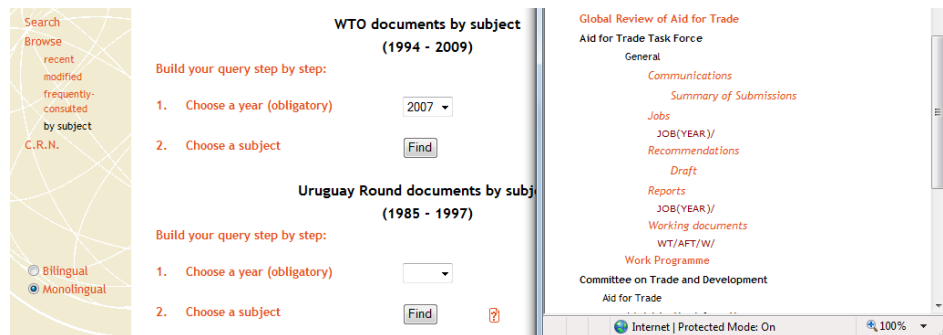 Search
Browse
recent
modified
frequently-
consulted
by subject
C.R.N.
Bilingual
Monolingual
WTO documents by subject
(1994 - 2009)
Build your query step by step:
1. Choose a year (obligatory) 2007
2. Choose a subject Find
Uruguay Round documents by subj
(1985 - 1997)
Build your query step by step:
1. Choose a year (obligatory)
2. Choose a subject Find ?
Global Review of Aid for Trade
Aid for Trade Task Force
General
Communications
Summary of Submissions
Jobs
JOB(YEAR)/
Recommendations
Draft
Reports
JOB(YEAR)/
Working documents
WT/AFT/W/
Work Programme
Committee on Trade and Development
Aid for Trade
Internet | Protected Mode: On 100%